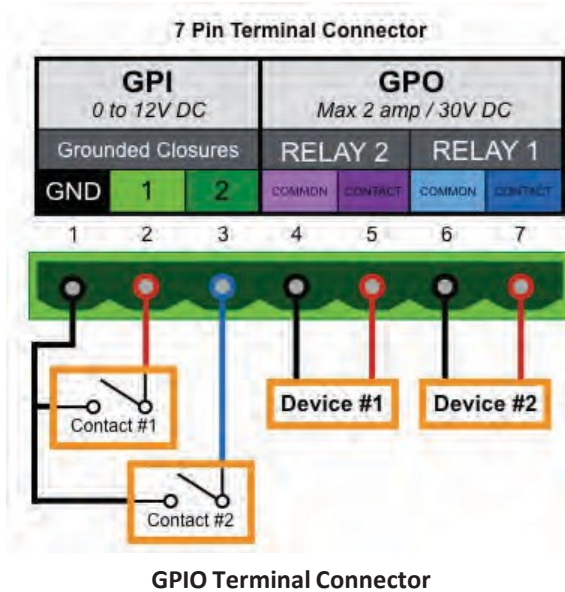 7 Pin Terminal Connector
GPI GPO
0 to 12V DC Max 2 amp / 30V DC
Grounded Closures RELAY 2 RELAY 1
GND 1 2 COMMON CONTACT COMMON CONTACT
1 2 3 4 5 6 7
Contact #1 Device #1 Device #2
Contact #2
GPIO Terminal Connector